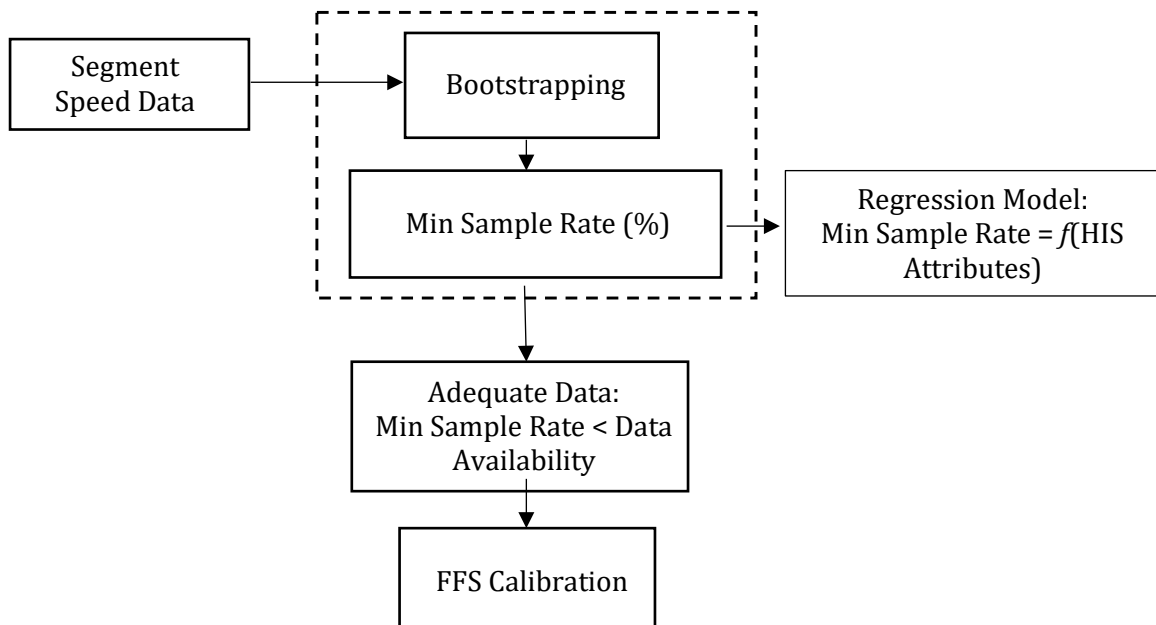 Segment
Speed Data
Bootstrapping
Min Sample Rate (%)
Regression Model:
Min Sample Rate = f(HIS
Attributes)
Adequate Data:
Min Sample Rate < Data
Availability
FFS Calibration